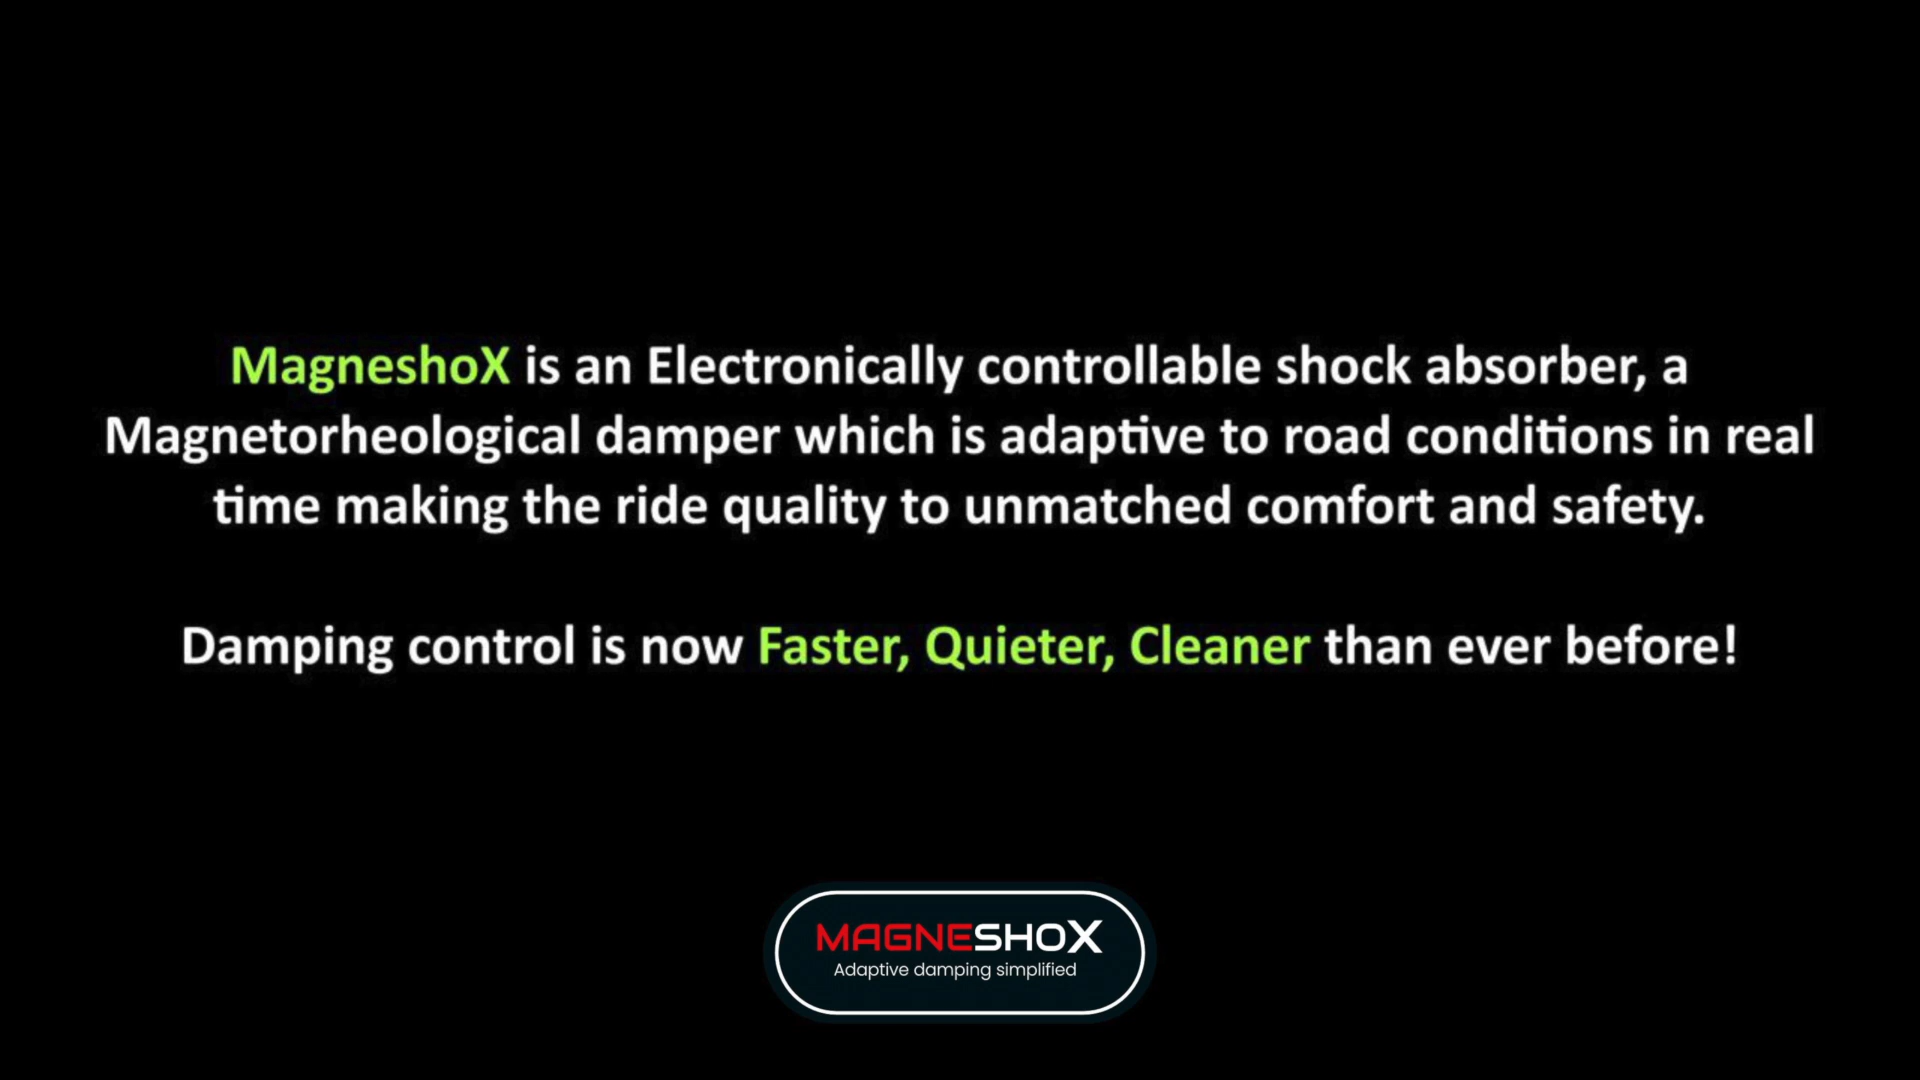 MagneshoX is an Electronically controllable shock absorber, a
Magnetorheological damper which is adaptive to road conditions in real
time making the ride quality to unmatched comfort and safety.
Damping control is now Faster, Quieter, Cleaner than ever before!
MAGNESHOX
Adaptive damping simplified